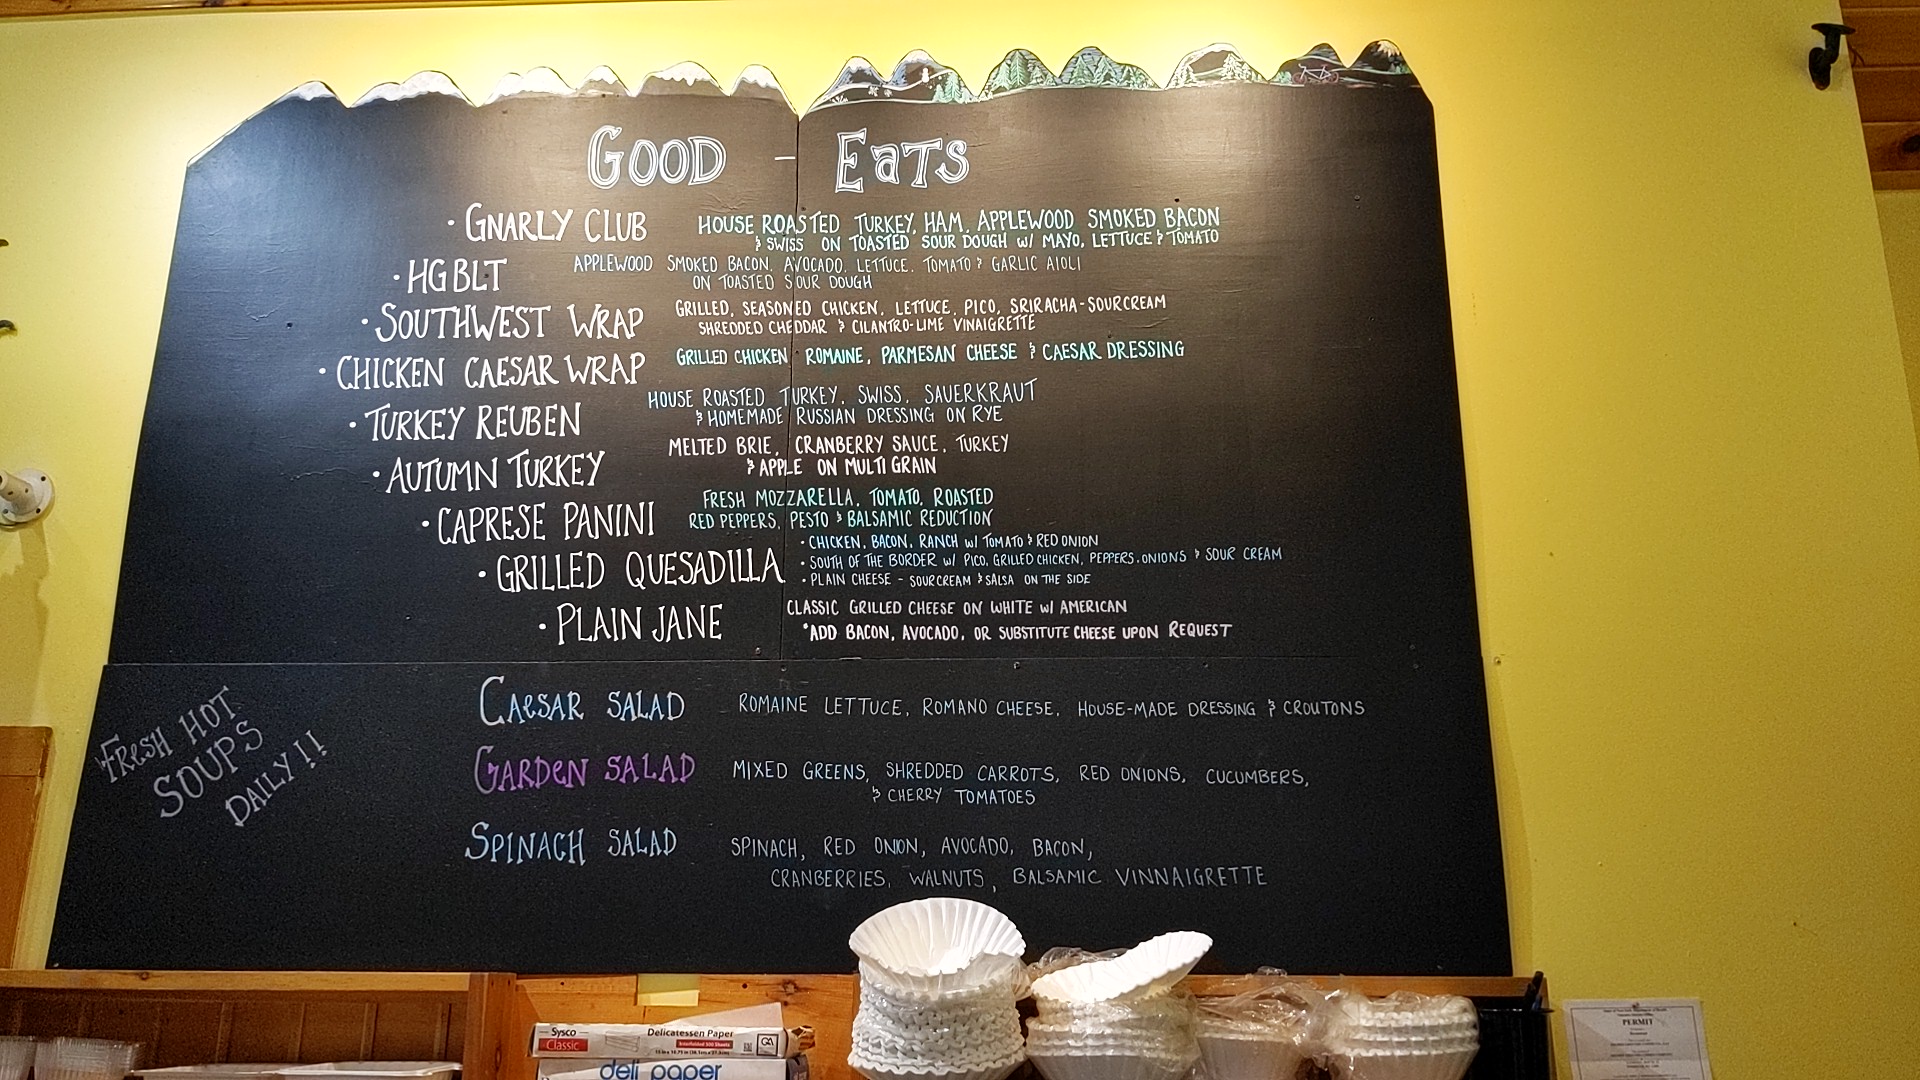 GOOD - EATS
· GNARLY CLUB HOUSE ROASTED TURKEY, HAM, APPLEWOOD SMOKED BACON
& SWISS ON TOASTED SOUR DOUGH w/ MAYO, LETTUCE & TOMATO
· HG BLT APPLEWOOD SMOKED BACON, AVOCADO, LETTUCE, TOMATO & GARLIC AIOLI
ON TOASTED SOUR DOUGH
· SOUTHWEST WRAP GRILLED, SEASONED CHICKEN, LETTUCE, PICO, SRIRACHA-SOURCREAM
SHREDDED CHEDDAR & CILANTRO-LIME VINAIGRETTE
· CHICKEN CAESAR WRAP GRILLED CHICKEN ROMAINE, PARMESAN CHEESE & CAESAR DRESSING
· TURKEY REUBEN HOUSE ROASTED TURKEY, SWISS, SAUERKRAUT
& HOMEMADE RUSSIAN DRESSING ON RYE
· AUTUMN TURKEY MELTED BRIE, CRANBERRY SAUCE, TURKEY
& APPLE ON MULTI GRAIN
· CAPRESE PANINI FRESH MOZZARELLA, TOMATO, ROASTED
RED PEPPERS, PESTO & BALSAMIC REDUCTION
· GRILLED QUESADILLA · CHICKEN, BACON, RANCH w/ TOMATO & RED ONION
· SOUTH OF THE BORDER w/ PICO, GRILLED CHICKEN, PEPPERS, ONIONS & SOUR CREAM
· PLAIN CHEESE - SOURCREAM & SALSA ON THE SIDE
· PLAIN JANE CLASSIC GRILLED CHEESE ON WHITE w/ AMERICAN
*ADD BACON, AVOCADO, OR SUBSTITUTE CHEESE UPON REQUEST
FRESH HOT
SOUPS
DAILY!!
CAESAR SALAD ROMAINE LETTUCE, ROMANO CHEESE, HOUSE-MADE DRESSING & CROUTONS
GARDEN SALAD MIXED GREENS, SHREDDED CARROTS, RED ONIONS, CUCUMBERS,
& CHERRY TOMATOES
SPINACH SALAD SPINACH, RED ONION, AVOCADO, BACON,
CRANBERRIES, WALNUTS, BALSAMIC VINNAIGRETTE
Sysco Delicatessen Paper
Classic
deli paper
PERMIT